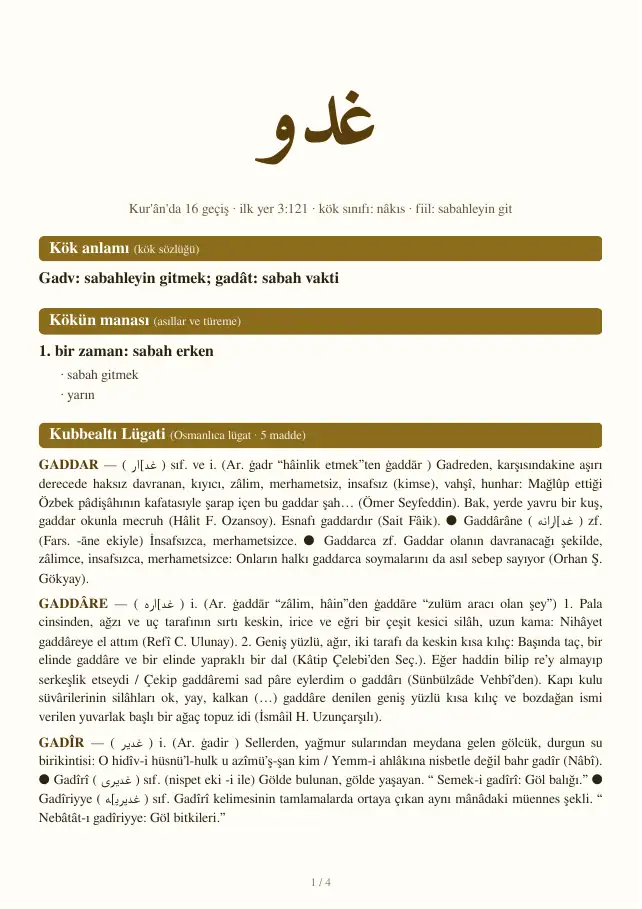 غدو
Kur'ân'da 16 geçiş · ilk yer 3:121 · kök sınıfı: nâkıs · fiil: sabahleyin git
Kök anlamı (kök sözlüğü)
Gadv: sabahleyin gitmek; gadât: sabah vakti
Kökün manası (asıllar ve türeme)
1. bir zaman: sabah erken
· sabah gitmek
· yarın
Kubbealtı Lügati (Osmanlıca lügat · 5 madde)
GADDAR — ( غد]ار ) sıf. ve i. (Ar. ġadr “hâinlik etmek”ten ġaddār ) Gadreden, karşısındakine aşırı
derecede haksız davranan, kıyıcı, zâlim, merhametsiz, insafsız (kimse), vahşî, hunhar: Mağlûp ettiği
Özbek pâdişâhının kafatasıyle şarap içen bu gaddar şah… (Ömer Seyfeddin). Bak, yerde yavru bir kuş,
gaddar okunla mecruh (Hâlit F. Ozansoy). Esnafı gaddardır (Sait Fâik). ● Gaddârâne ( غد]ارانه ) zf.
(Fars. -āne ekiyle) İnsafsızca, merhametsizce. ● Gaddarca zf. Gaddar olanın davranacağı şekilde,
zâlimce, insafsızca, merhametsizce: Onların halkı gaddarca soymalarını da asıl sebep sayıyor (Orhan Ş.
Gökyay).
GADDÂRE — ( غد]اره ) i. (Ar. ġaddār “zâlim, hâin”den ġaddāre “zulüm aracı olan şey”) 1. Pala
cinsinden, ağzı ve uç tarafının sırtı keskin, irice ve eğri bir çeşit kesici silâh, uzun kama: Nihâyet
gaddâreye el attım (Refî C. Ulunay). 2. Geniş yüzlü, ağır, iki tarafı da keskin kısa kılıç: Başında taç, bir
elinde gaddâre ve bir elinde yapraklı bir dal (Kâtip Çelebi’den Seç.). Eğer haddin bilip re’y almayıp
serkeşlik etseydi / Çekip gaddâremi sad pâre eylerdim o gaddârı (Sünbülzâde Vehbî’den). Kapı kulu
süvârilerinin silâhları ok, yay, kalkan (…) gaddâre denilen geniş yüzlü kısa kılıç ve bozdağan ismi
verilen yuvarlak başlı bir ağaç topuz idi (İsmâil H. Uzunçarşılı).
GADÎR — ( غدير ) i. (Ar. ġadіr ) Sellerden, yağmur sularından meydana gelen gölcük, durgun su
birikintisi: O hidîv-i hüsnü’l-hulk u azîmü’ş-şan kim / Yemm-i ahlâkına nisbetle değil bahr gadîr (Nâbî).
● Gadîrî ( غديرى ) sıf. (nispet eki -i ile) Gölde bulunan, gölde yaşayan. “ Semek-i gadîrî: Göl balığı.” ●
Gadîriyye ( غديري]ه ) sıf. Gadîrî kelimesinin tamlamalarda ortaya çıkan aynı mânâdaki müennes şekli. “
Nebâtât-ı gadîriyye: Göl bitkileri.”
1 / 4